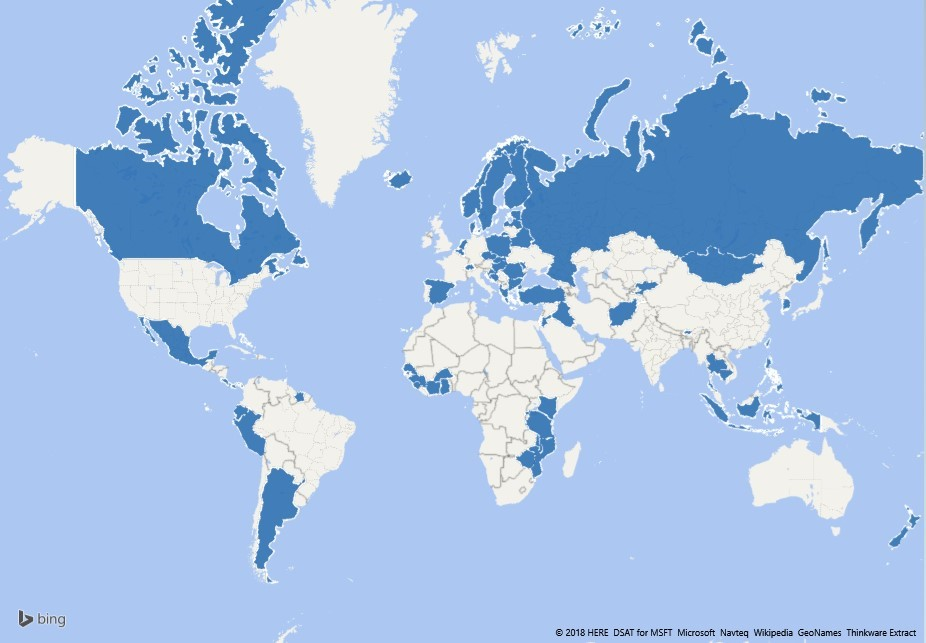 bing
© 2018 HERE DSAT for MSFT Microsoft Navteq Wikipedia GeoNames Thinkware Extract